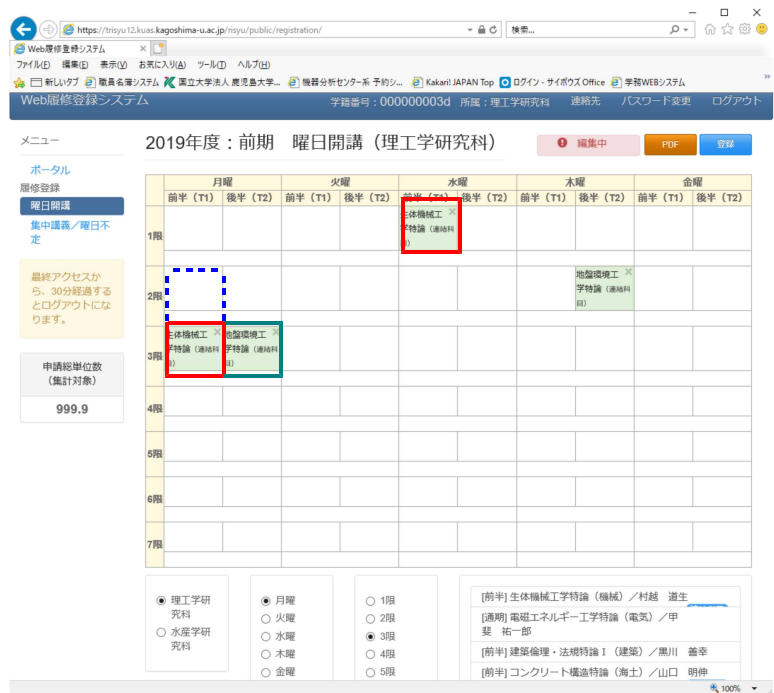 https://trisyu12.kuas.kagoshima-u.ac.jp/risyu/public/registration/
検索...
Web履修登録システム
ファイル(F) 編集(E) 表示(V) お気に入り(A) ツール(T) ヘルプ(H)
新しいタブ 職員名簿システム 国立大学法人 鹿児島大学... 機器分析センター系 予約シ... Kakari! JAPAN Top ログイン - サイボウズ Office 学務WEBシステム
Web履修登録システム 学籍番号：000000003d 所属：理工学研究科 連絡先 パスワード変更 ログアウト
メニュー
ポータル
履修登録
曜日開講
集中講義／曜日不
定
最終アクセスか
ら、30分経過する
とログアウトにな
ります。
申請総単位数
（集計対象）
999.9
2019年度：前期 曜日開講（理工学研究科）
編集中
PDF
登録
月曜 火曜 水曜 木曜 金曜
前半（T1） 後半（T2） 前半（T1） 後半（T2） 前半（T1） 後半（T2） 前半（T1） 後半（T2） 前半（T1） 後半（T2）
1限
生体機械工
学特論（連結科
目）
2限
地盤環境工
学特論（連結科
目）
3限
生体機械工
学特論（連結科
目）
地盤環境工
学特論（連結科
目）
4限
5限
6限
7限
理工学研
究科
水産学研
究科
月曜
火曜
水曜
木曜
金曜
1限
2限
3限
4限
5限
[前半] 生体機械工学特論（機械）／村越 道生
[通期] 電磁エネルギー工学特論（電気）／甲
斐 祐一郎
[前半] 建築倫理・法規特論Ⅰ（建築）／黒川 善幸
[前半] コンクリート構造特論（海土）／山口 明伸
100%